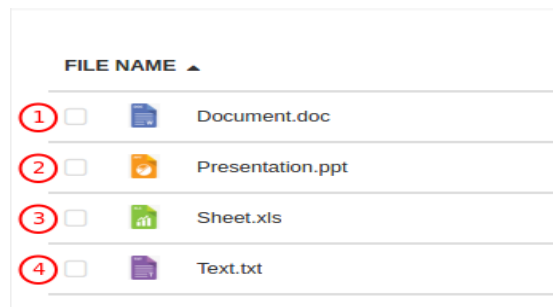 FILE NAME
1 Document.doc
2 Presentation.ppt
3 Sheet.xls
4 Text.txt